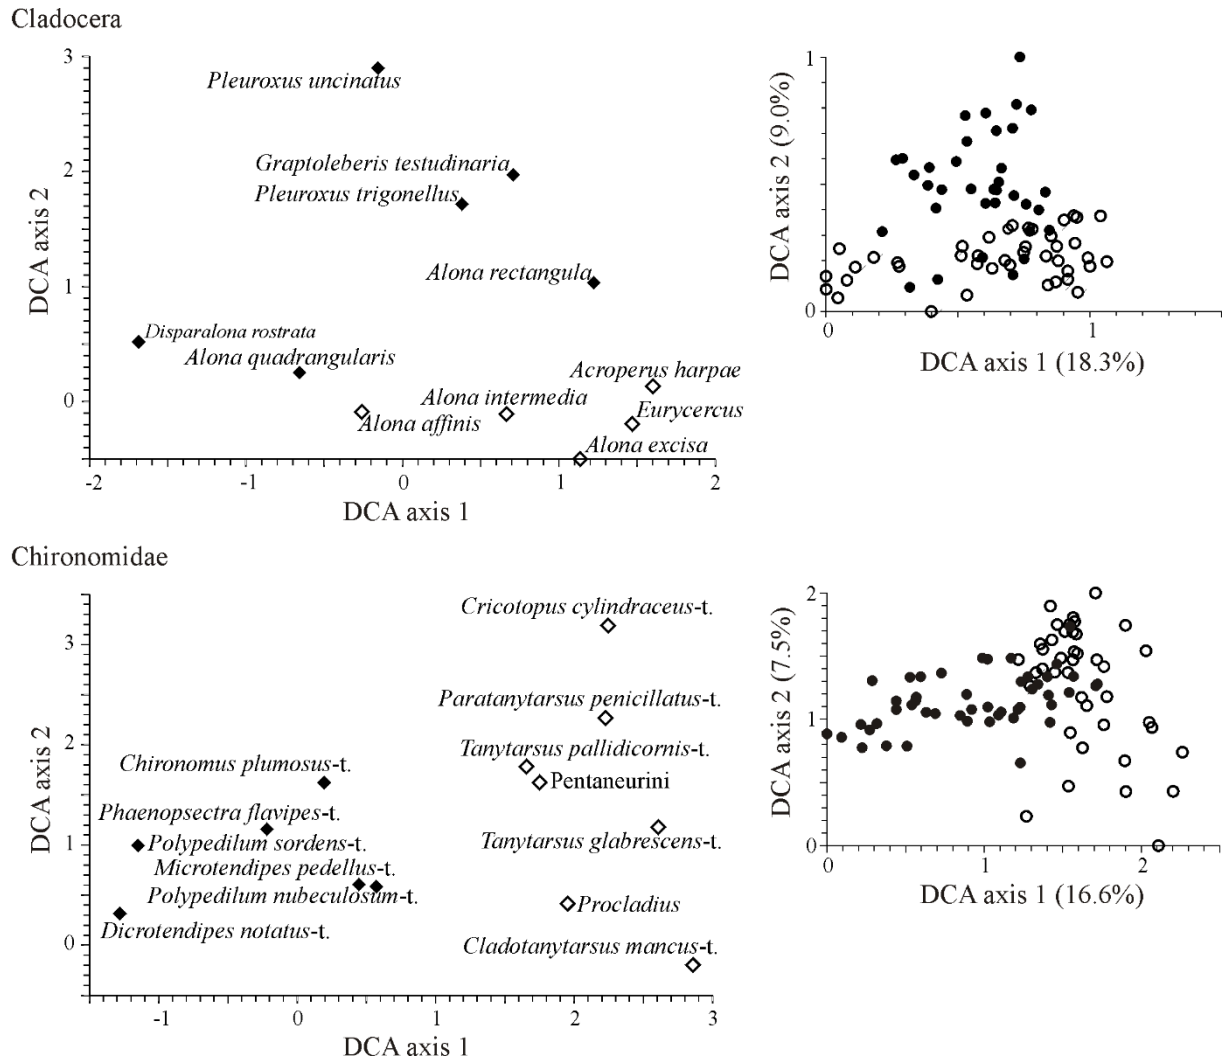 Cladocera
3
2
1
0
DCA axis 2
Pleuroxus uncinatus
Graptoleberis testudinaria
Pleuroxus trigonellus
Alona rectangula
Disparalona rostrata
Alona quadrangularis
Acroperus harpae
Alona intermedia
Eurycercus
Alona affinis
Alona excisa
-2 -1 0 1 2
DCA axis 1
1
0
DCA axis 2 (9.0%)
0 1
DCA axis 1 (18.3%)
Chironomidae
3
2
1
0
DCA axis 2
Cricotopus cylindraceus-t.
Paratanytarsus penicillatus-t.
Tanytarsus pallidicornis-t.
Chironomus plumosus-t.
Pentaneurini
Phaenopsectra flavipes-t.
Polypedilum sordens-t.
Tanytarsus glabrescens-t.
Microtendipes pedellus-t.
Polypedilum nubeculosum-t.
Procladius
Dicrotendipes notatus-t.
Cladotanytarsus mancus-t.
-1 0 1 2 3
DCA axis 1
2
1
0
DCA axis 2 (7.5%)
0 1 2
DCA axis 1 (16.6%)